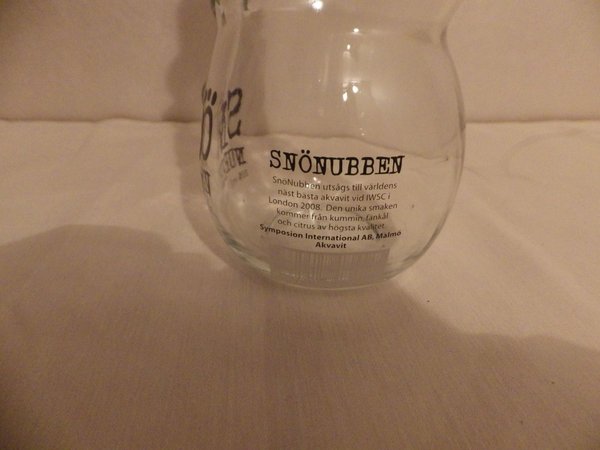 SNÖNUBBEN
SnöNubben utsågs till världens
näst bästa akvavit vid IWSC i
London 2008. Den unika smaken
kommer från kummin, fänkål
och citrus av högsta kvalitet.
Symposion International AB, Malmö
Akvavit